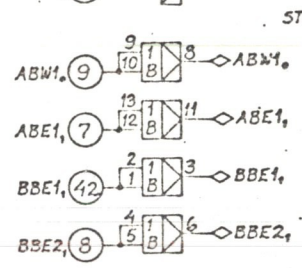 ST
ABW1. 9 9 10 1 B 8 ABW1.
ABE1, 7 13 12 1 B 11 ABE1,
BBE1, 42 2 1 1 B 3 BBE1,
BBE2, 8 4 5 1 B 6 BBE2,